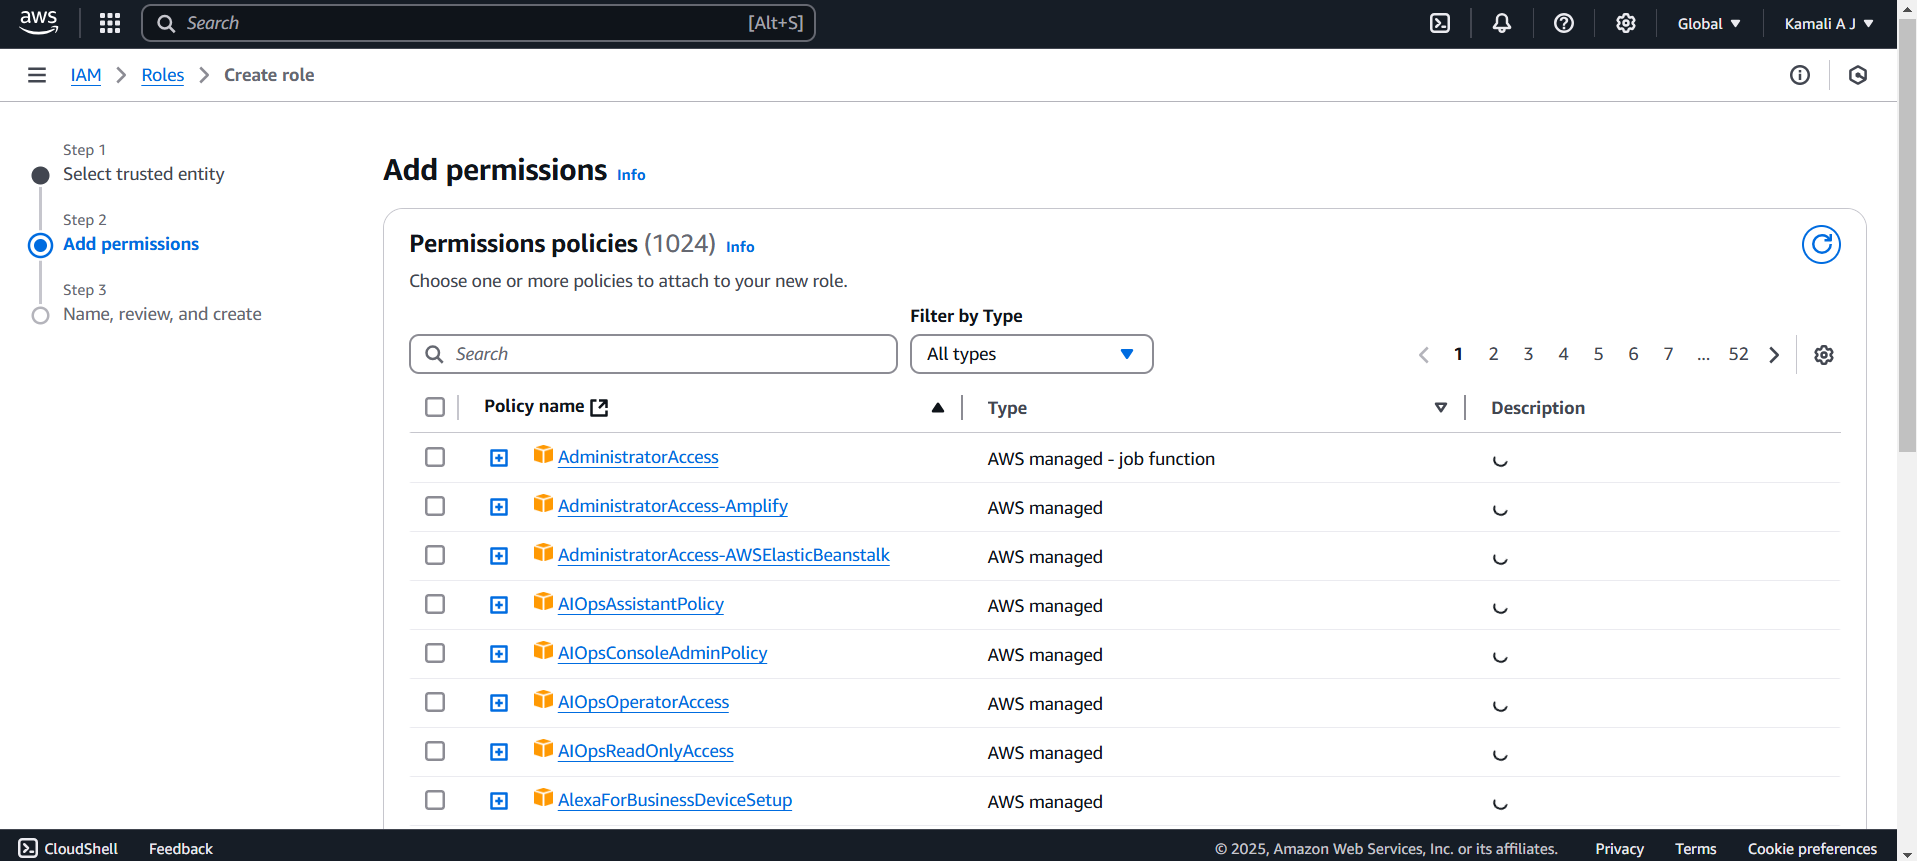 aws
Search
[Alt+S]
Global
Kamali A J
IAM
Roles
Create role
Step 1
Select trusted entity
Step 2
Add permissions
Step 3
Name, review, and create
Add permissions Info
Permissions policies (1024) Info
Choose one or more policies to attach to your new role.
Filter by Type
Search
All types
1 2 3 4 5 6 7 ... 52
Policy name Type Description
AdministratorAccess AWS managed - job function
AdministratorAccess-Amplify AWS managed
AdministratorAccess-AWSElasticBeanstalk AWS managed
AIOpsAssistantPolicy AWS managed
AIOpsConsoleAdminPolicy AWS managed
AIOpsOperatorAccess AWS managed
AIOpsReadOnlyAccess AWS managed
AlexaForBusinessDeviceSetup AWS managed
CloudShell Feedback © 2025, Amazon Web Services, Inc. or its affiliates. Privacy Terms Cookie preferences